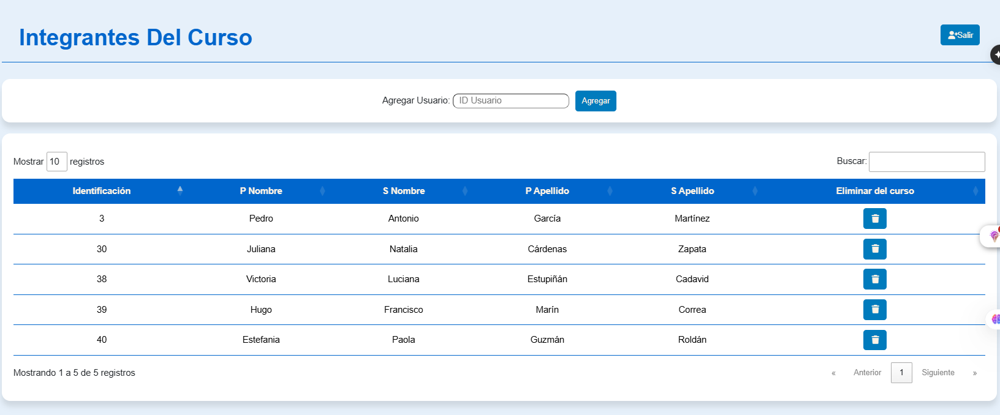 Integrantes Del Curso
Salir
Agregar Usuario: ID Usuario Agregar
Mostrar 10 registros
Buscar:
Identificación P Nombre S Nombre P Apellido S Apellido Eliminar del curso
3 Pedro Antonio García Martínez
30 Juliana Natalia Cárdenas Zapata
38 Victoria Luciana Estupiñán Cadavid
39 Hugo Francisco Marín Correa
40 Estefania Paola Guzmán Roldán
Mostrando 1 a 5 de 5 registros
« Anterior 1 Siguiente »